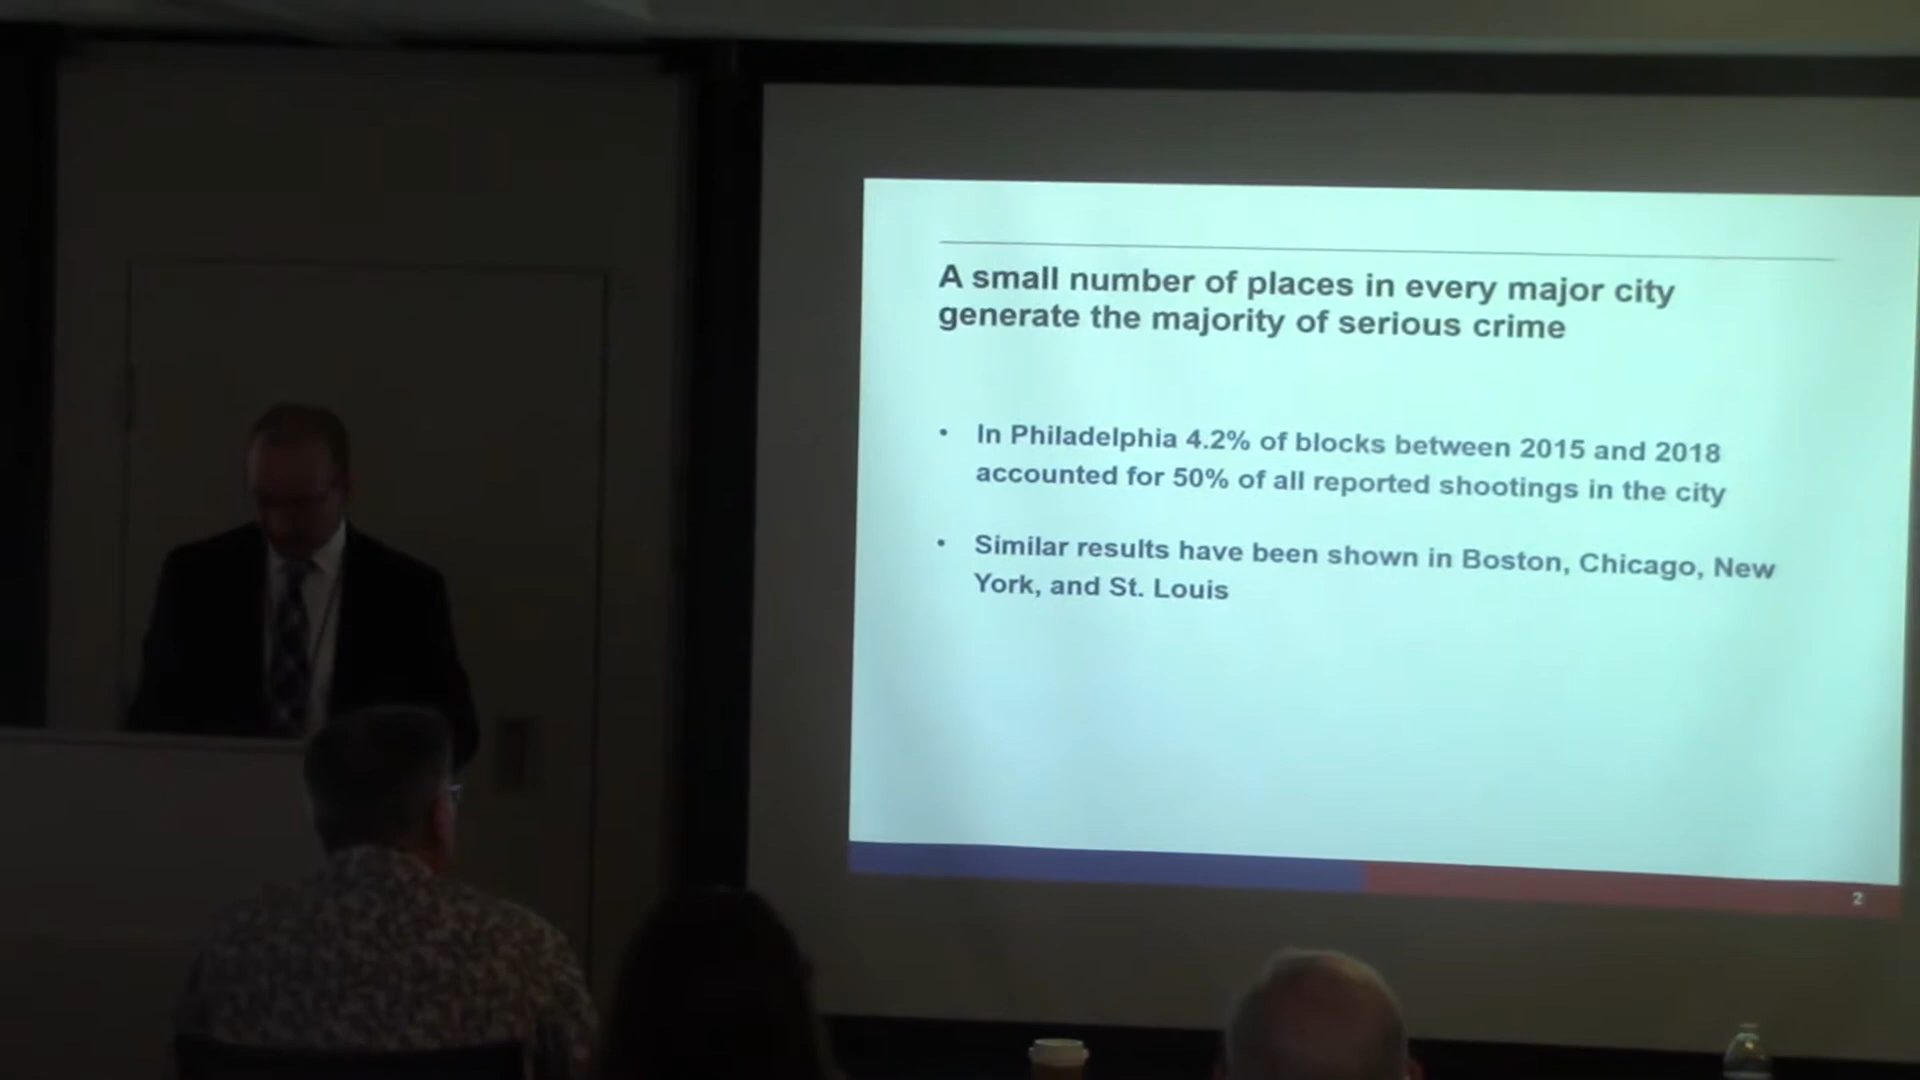 A small number of places in every major city
generate the majority of serious crime
• In Philadelphia 4.2% of blocks between 2015 and 2018
accounted for 50% of all reported shootings in the city
• Similar results have been shown in Boston, Chicago, New
York, and St. Louis
2